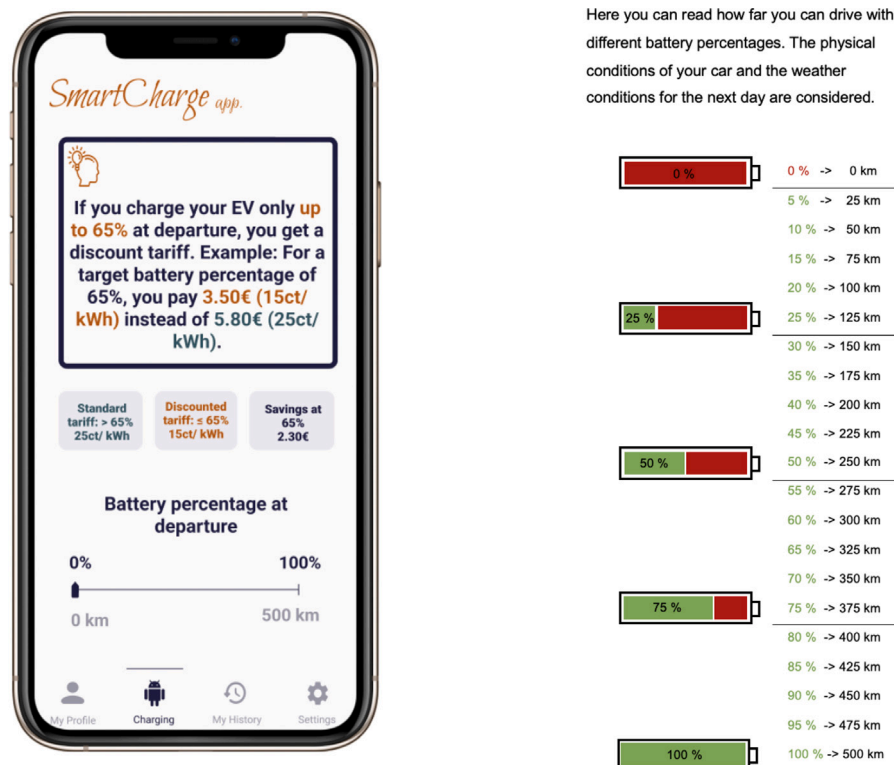 SmartCharge app.
If you charge your EV only up
to 65% at departure, you get a
discount tariff. Example: For a
target battery percentage of
65%, you pay 3.50€ (15ct/
kWh) instead of 5.80€ (25ct/
kWh).
Standard
tariff: > 65%
25ct/ kWh
Discounted
tariff: ≤ 65%
15ct/ kWh
Savings at
65%
2.30€
Battery percentage at
departure
0% 100%
0 km 500 km
My Profile Charging My History Settings
Here you can read how far you can drive with
different battery percentages. The physical
conditions of your car and the weather
conditions for the next day are considered.
0 % 0 % -> 0 km
5 % -> 25 km
10 % -> 50 km
15 % -> 75 km
20 % -> 100 km
25 % 25 % -> 125 km
30 % -> 150 km
35 % -> 175 km
40 % -> 200 km
45 % -> 225 km
50 % 50 % -> 250 km
55 % -> 275 km
60 % -> 300 km
65 % -> 325 km
70 % -> 350 km
75 % 75 % -> 375 km
80 % -> 400 km
85 % -> 425 km
90 % -> 450 km
95 % -> 475 km
100 % 100 % -> 500 km